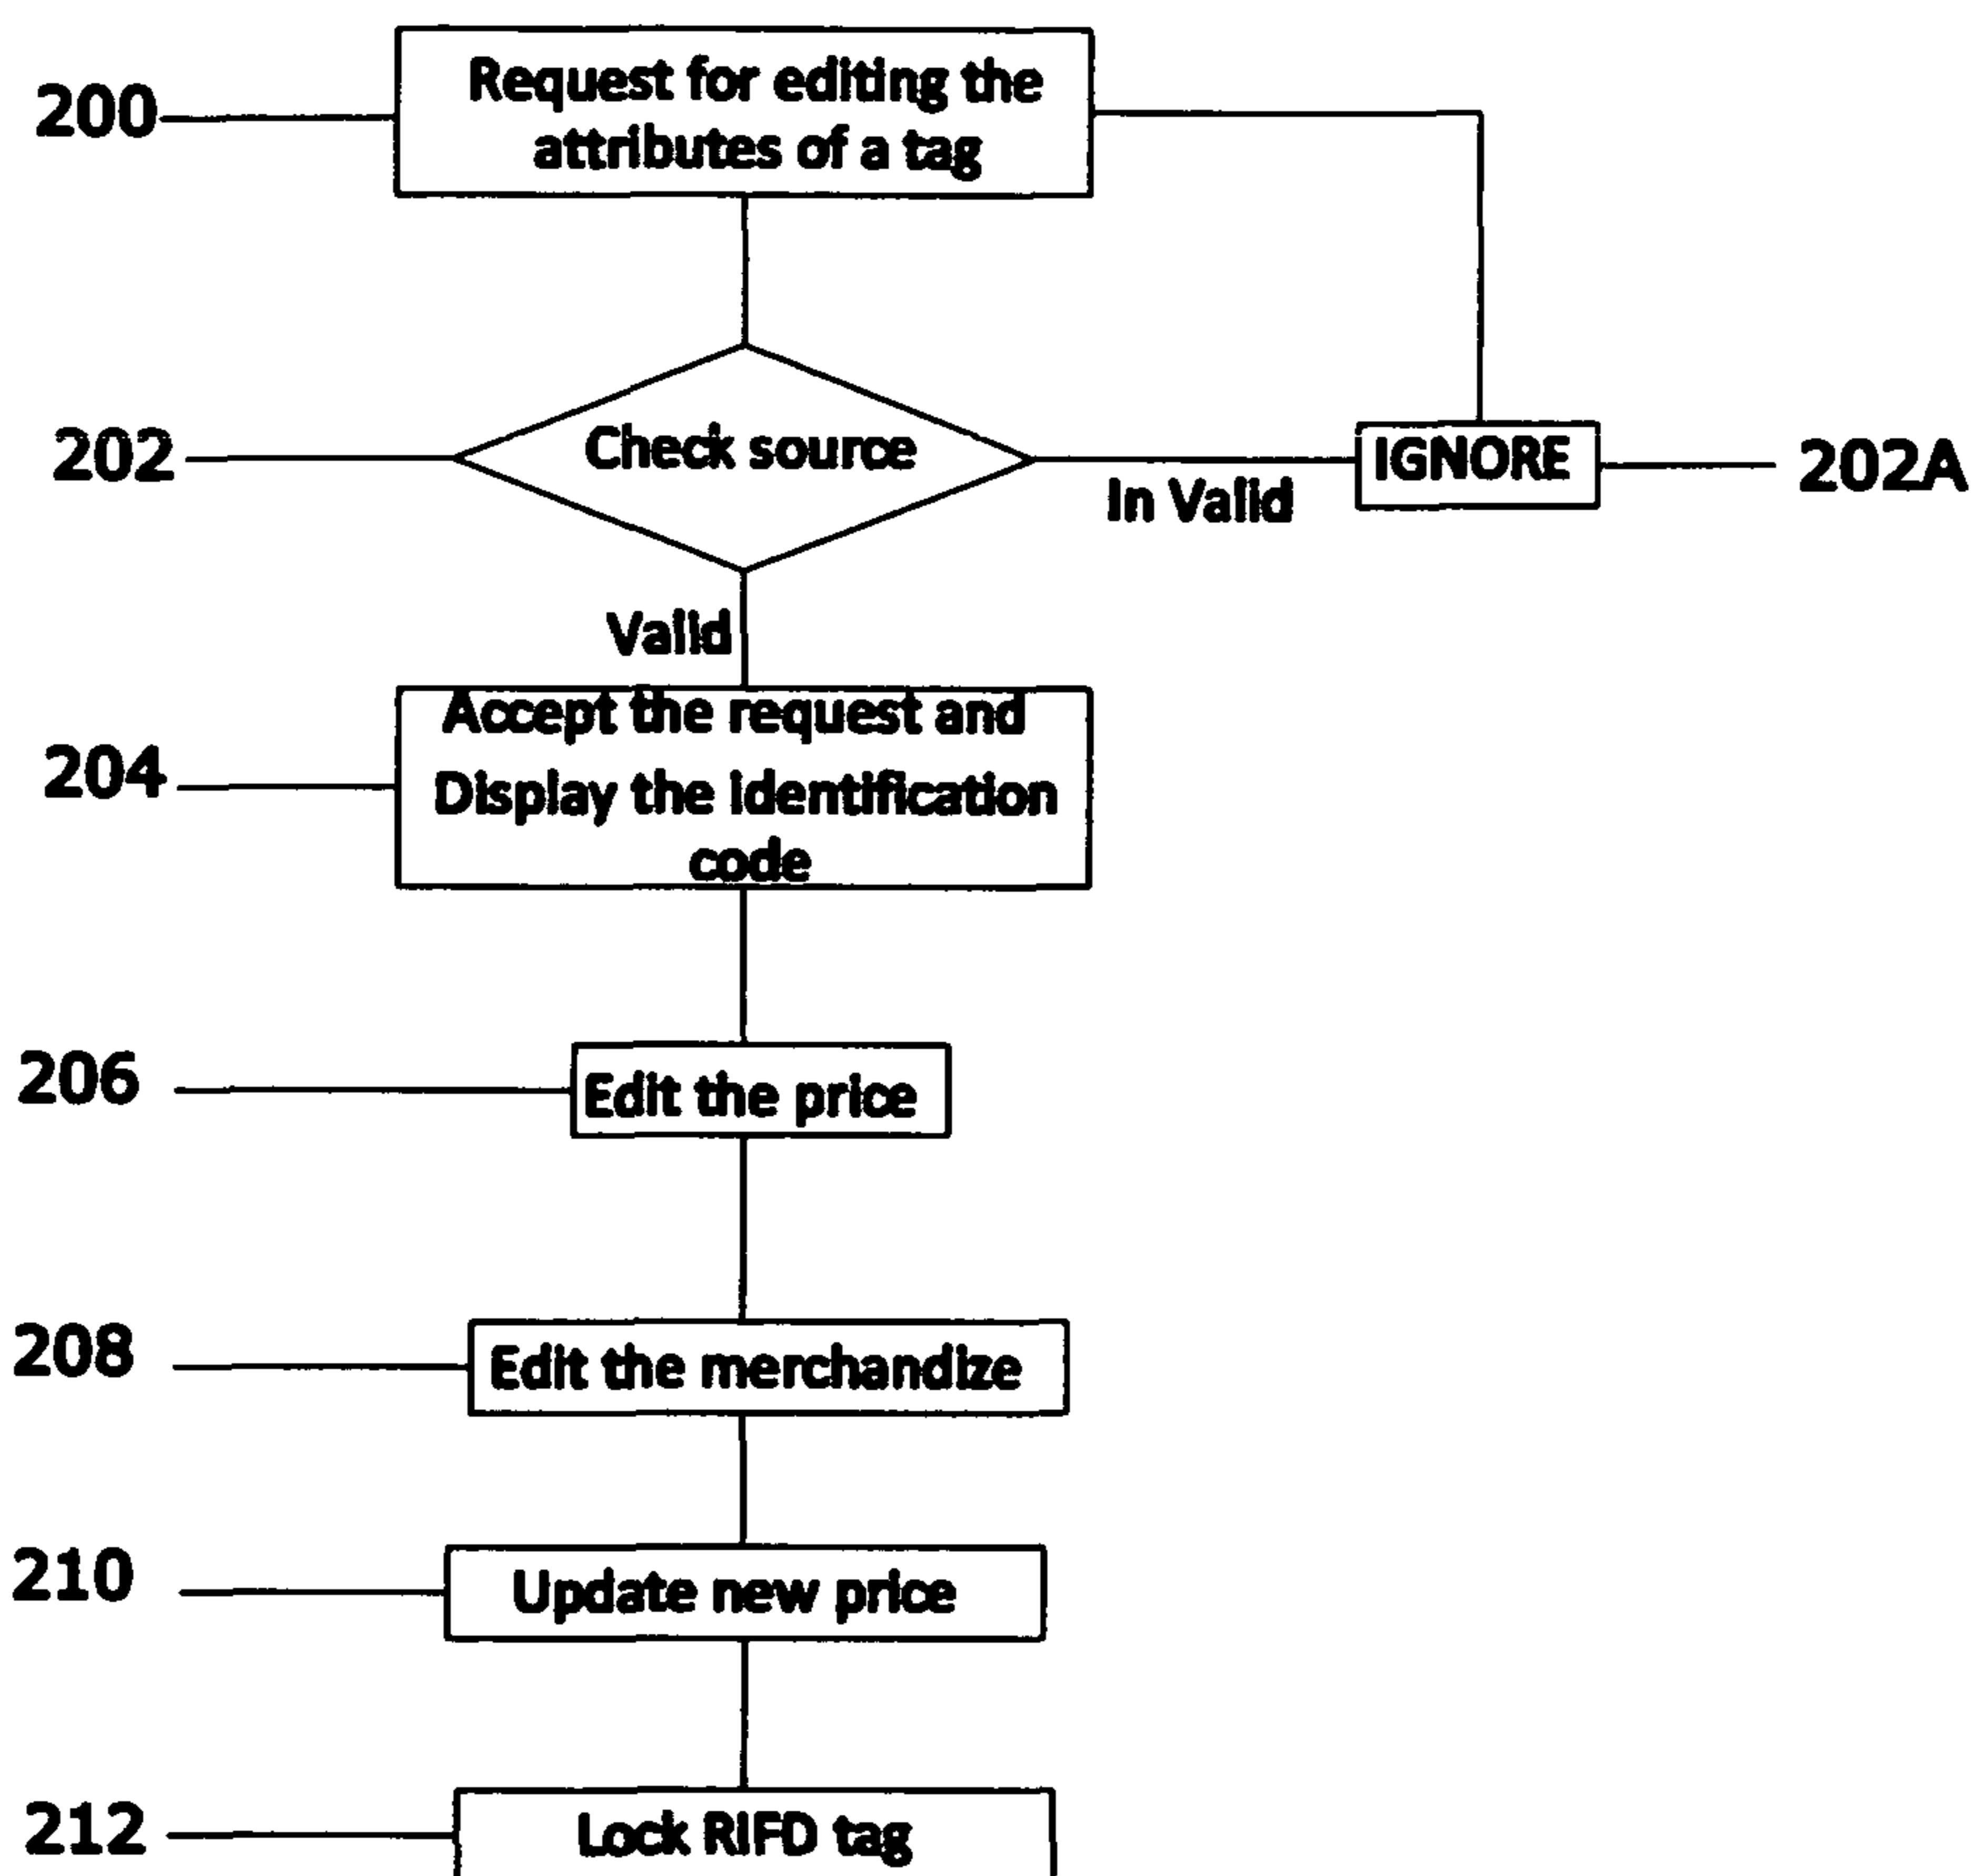 200
Request for editing the
attributes of a tag
202
Check source
In Valid
IGNORE
202A
Valid
204
Accept the request and
Display the identification
code
206
Edit the price
208
Edit the merchandize
210
Update new price
212
Lock RIFD tag